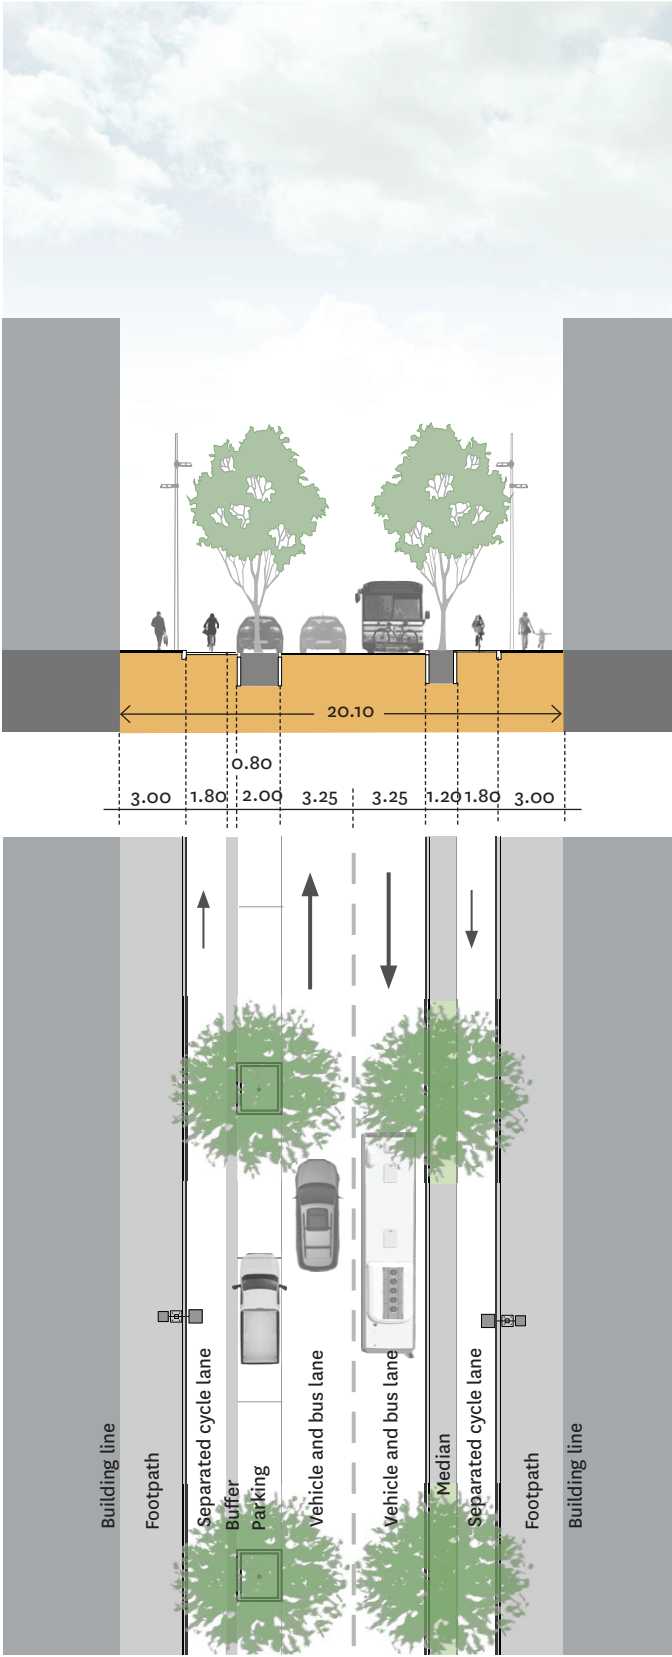 20.10
0.80
3.00 1.80 2.00 3.25 3.25 1.20 1.80 3.00
Building line
Footpath
Separated cycle lane
Buffer
Parking
Vehicle and bus lane
Vehicle and bus lane
Median
Separated cycle lane
Footpath
Building line